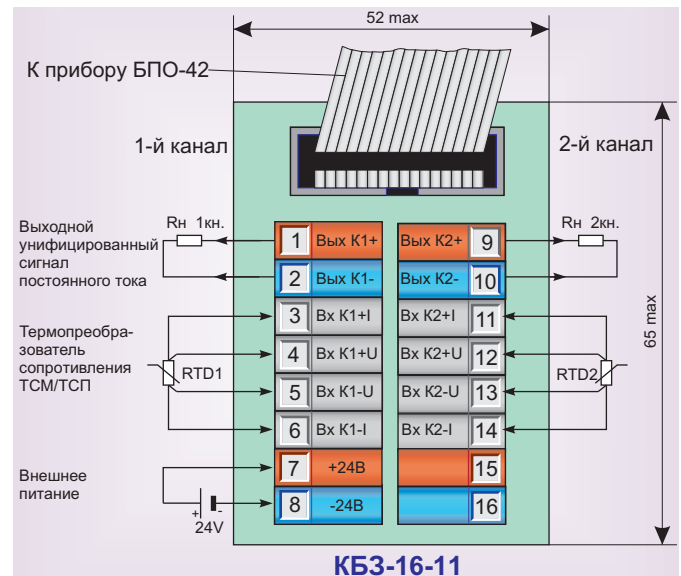 52 max
К прибору БПО-42
1-й канал
2-й канал
Выходной
унифицированный
сигнал
постоянного тока
Rн 1кн.
1 Вых К1+
Вых К2+ 9
Rн 2кн.
2 Вых К1-
Вых К2- 10
3 Вх К1+I
Вх К2+I 11
Термопреобра-
зователь
сопротивления
ТСМ/ТСП
RTD1
4 Вх К1+U
Вх К2+U 12
RTD2
5 Вх К1-U
Вх К2-U 13
6 Вх К1-I
Вх К2-I 14
65 max
Внешнее
питание
7 +24В
15
8 -24В
16
+ -
24V
КБЗ-16-11